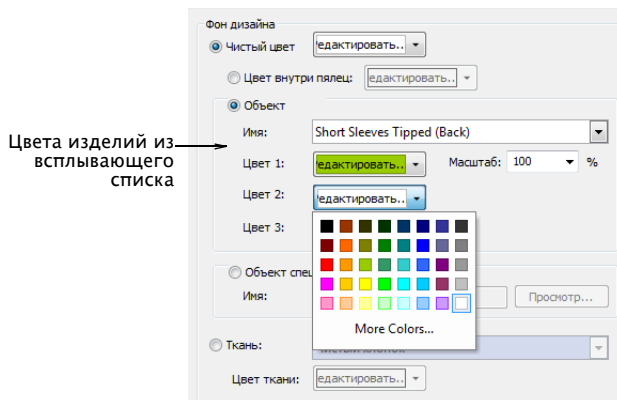 Фон дизайна
Чистый цвет едактировать..
Цвет внутри пялец: едактировать..
Объект
Имя: Short Sleeves Tipped (Back)
Цвет 1: едактировать.. Масштаб: 100 %
Цвет 2: едактировать..
Цвет 3:
More Colors...
Объект спец
Имя: Просмотр...
Ткань:
Цвет ткани: едактировать..
Цвета изделий из
всплывающего
списка